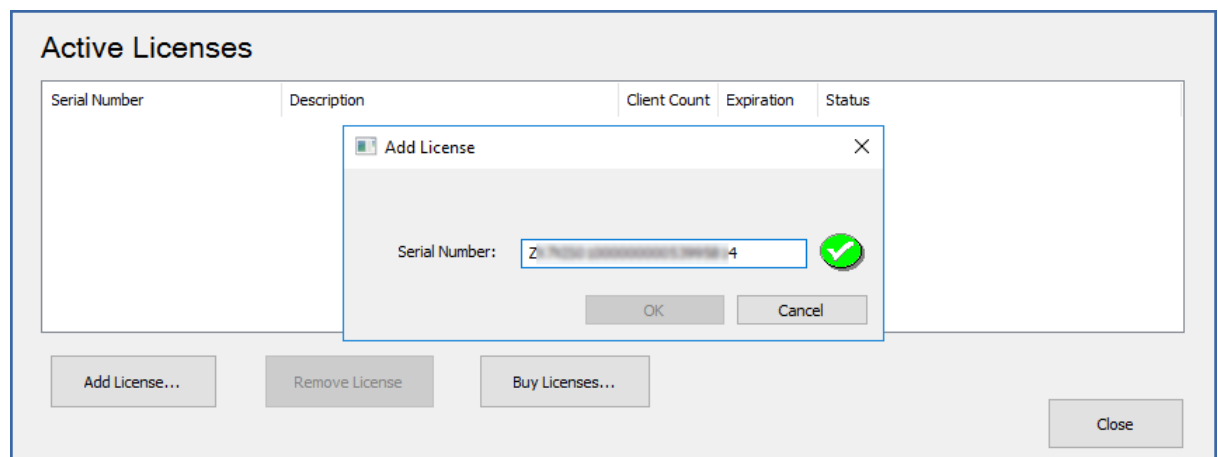 Active Licenses
Serial Number Description Client Count Expiration Status
Add License
Serial Number: Z 4
OK Cancel
Add License... Remove License Buy Licenses...
Close